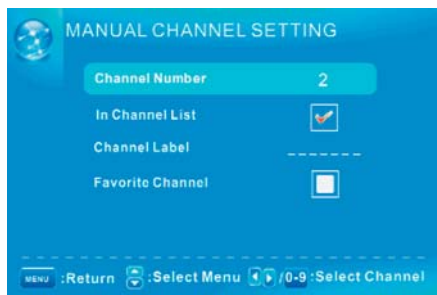 MANUAL CHANNEL SETTING
Channel Number 2
In Channel List
Channel Label _______
Favorite Channel
MENU :Return :Select Menu /0-9 :Select Channel